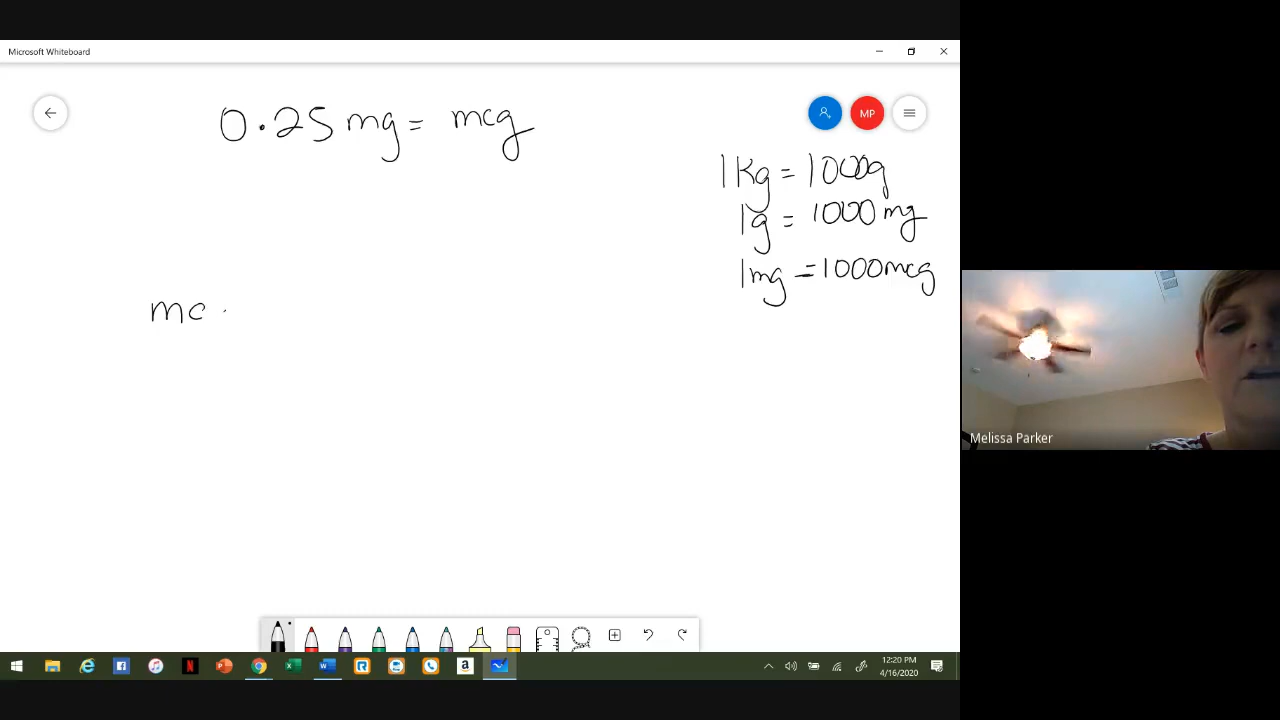 Microsoft Whiteboard
0.25 mg = mcg
MP
1Kg = 1000g
1g = 1000 mg
1mg = 1000mcg
mc
Melissa Parker
12:20 PM
4/16/2020